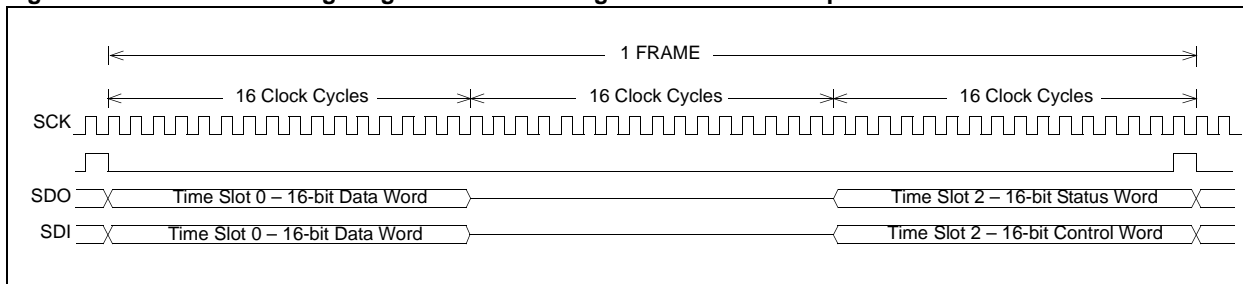 1 FRAME
16 Clock Cycles 16 Clock Cycles 16 Clock Cycles
SCK
SDO Time Slot 0 – 16-bit Data Word Time Slot 2 – 16-bit Status Word
SDI Time Slot 0 – 16-bit Data Word Time Slot 2 – 16-bit Control Word